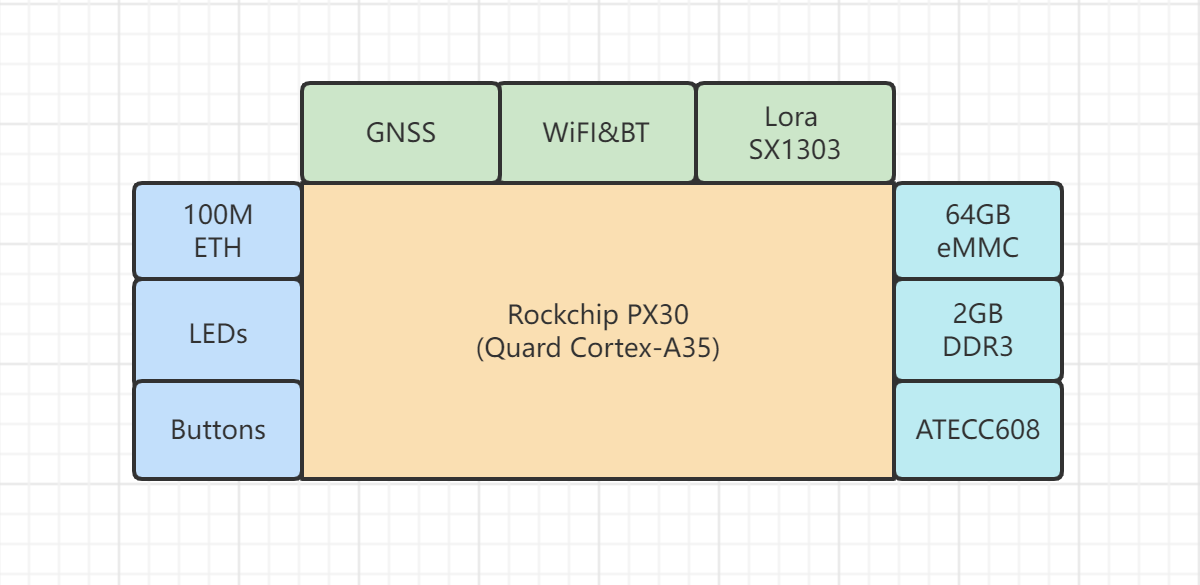 GNSS
WiFI&BT
Lora
SX1303
100M
ETH
LEDs
Buttons
Rockchip PX30
(Quard Cortex-A35)
64GB
eMMC
2GB
DDR3
ATECC608